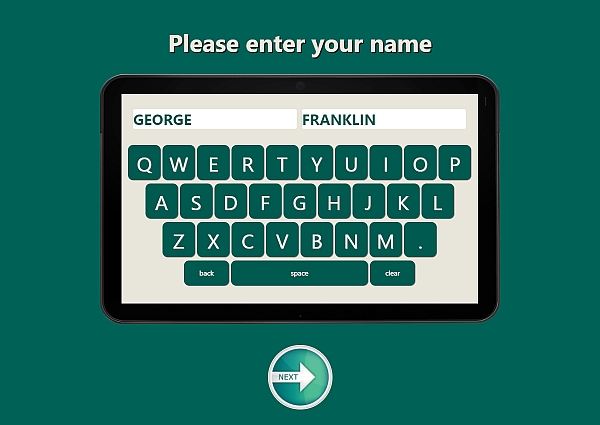 Please enter your name
GEORGE FRANKLIN
Q W E R T Y U I O P
A S D F G H J K L
Z X C V B N M .
back space clear
NEXT